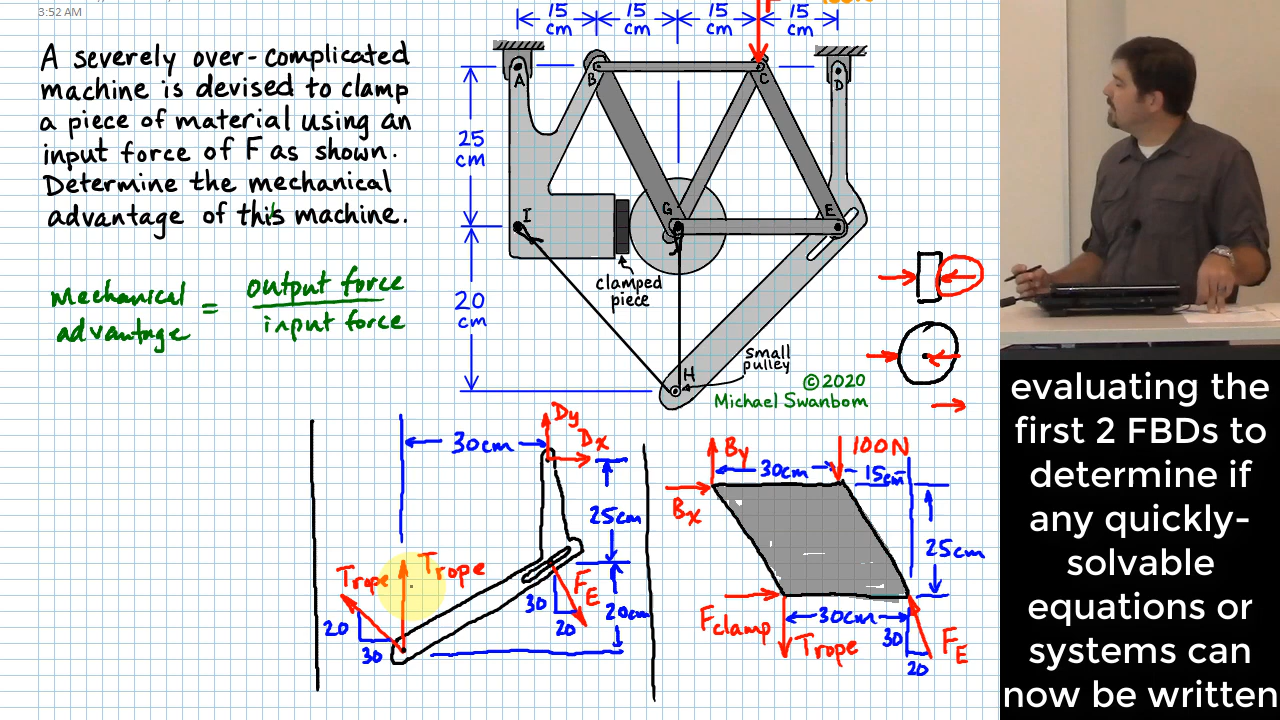 3:52 AM
A severely over-complicated
machine is devised to clamp
a piece of material using an
input force of F as shown.
Determine the mechanical
advantage of this machine.
Mechanical advantage = output force / input force
15 cm
15 cm
15 cm
15 cm
F
A
B
C
D
25 cm
I
G
E
clamped
piece
20 cm
H
small
pulley
©2020
Michael Swanbom
30cm
Dy
Dx
25cm
Trope
Trope
FE
20
30
30
20
20cm
By
100N
30cm
15cm
Bx
25cm
Fclamp
30cm
Trope
30
20
FE
evaluating the
first 2 FBDs to
determine if
any quickly-
solvable
equations or
systems can
now be written